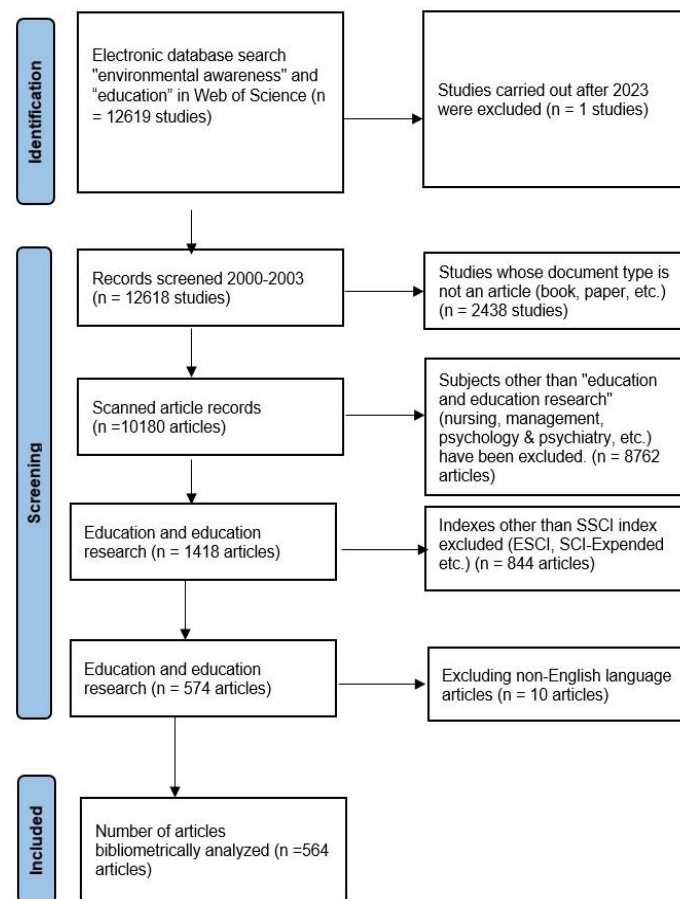 Identification
Electronic database search
"environmental awareness" and
“education” in Web of Science (n
= 12619 studies)
Studies carried out after 2023
were excluded (n = 1 studies)
Screening
Records screened 2000-2003
(n = 12618 studies)
Studies whose document type is
not an article (book, paper, etc.)
(n = 2438 studies)
Scanned article records
(n =10180 articles)
Subjects other than "education
and education research"
(nursing, management,
psychology & psychiatry, etc.)
have been excluded. (n = 8762
articles)
Education and education
research (n = 1418 articles)
Indexes other than SSCI index
excluded (ESCI, SCI-Expended
etc.) (n = 844 articles)
Education and education
research (n = 574 articles)
Excluding non-English language
articles (n = 10 articles)
Included
Number of articles
bibliometrically analyzed (n =564
articles)